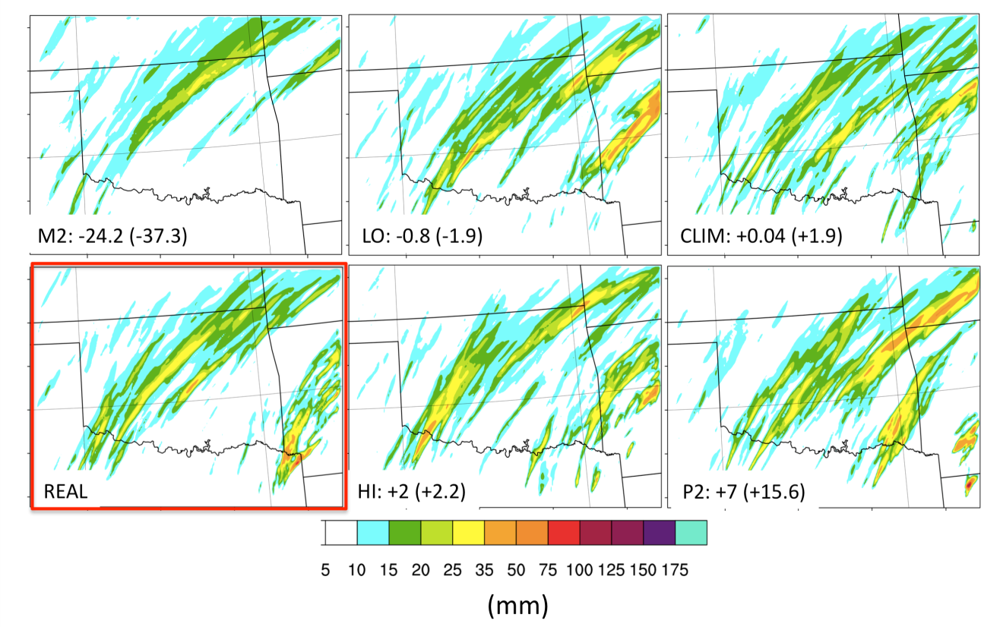 M2: -24.2 (-37.3)
LO: -0.8 (-1.9)
CLIM: +0.04 (+1.9)
REAL
HI: +2 (+2.2)
P2: +7 (+15.6)
5 10 15 20 25 35 50 75 100 125 150 175
(mm)